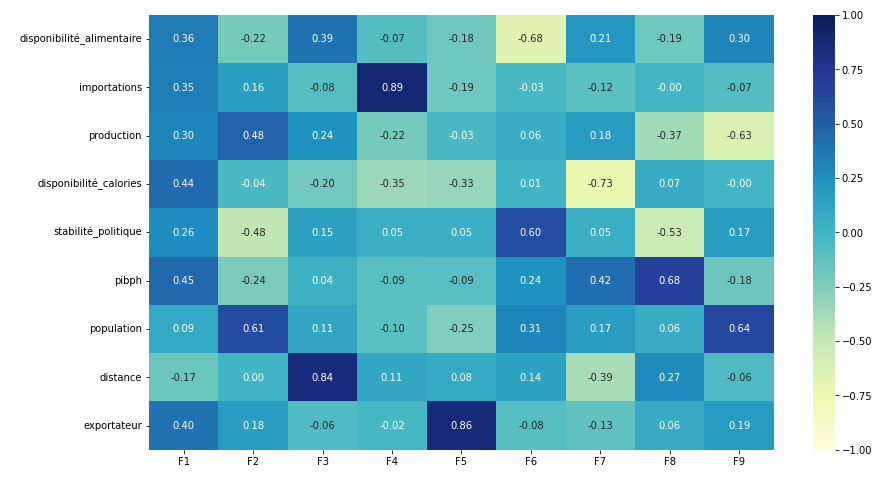 disponibilité_alimentaire 0.36 -0.22 0.39 -0.07 -0.18 -0.68 0.21 -0.19 0.30
importations 0.35 0.16 -0.08 0.89 -0.19 -0.03 -0.12 -0.00 -0.07
production 0.30 0.48 0.24 -0.22 -0.03 0.06 0.18 -0.37 -0.63
disponibilité_calories 0.44 -0.04 -0.20 -0.35 -0.33 0.01 -0.73 0.07 -0.00
stabilité_politique 0.26 -0.48 0.15 0.05 0.05 0.60 0.05 -0.53 0.17
pibph 0.45 -0.24 0.04 -0.09 -0.09 0.24 0.42 0.68 -0.18
population 0.09 0.61 0.11 -0.10 -0.25 0.31 0.17 0.06 0.64
distance -0.17 0.00 0.84 0.11 0.08 0.14 -0.39 0.27 -0.06
exportateur 0.40 0.18 -0.06 -0.02 0.86 -0.08 -0.13 0.06 0.19
F1 F2 F3 F4 F5 F6 F7 F8 F9
1.00
0.75
0.50
0.25
0.00
-0.25
-0.50
-0.75
-1.00